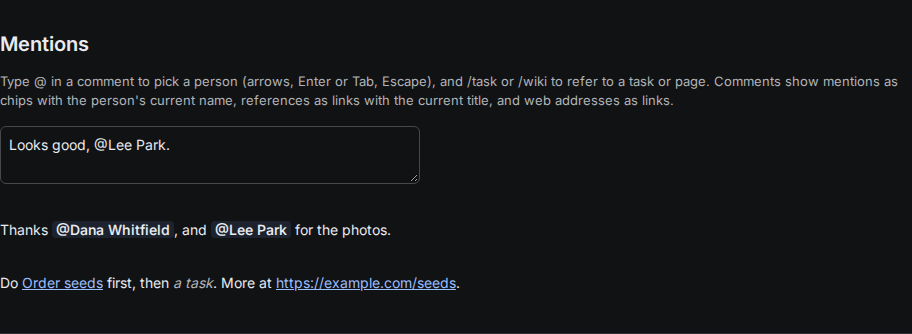 Mentions
Type @ in a comment to pick a person (arrows, Enter or Tab, Escape), and /task or /wiki to refer to a task or page. Comments show mentions as
chips with the person's current name, references as links with the current title, and web addresses as links.
Looks good, @Lee Park.
Thanks @Dana Whitfield, and @Lee Park for the photos.
Do Order seeds first, then a task. More at https://example.com/seeds.